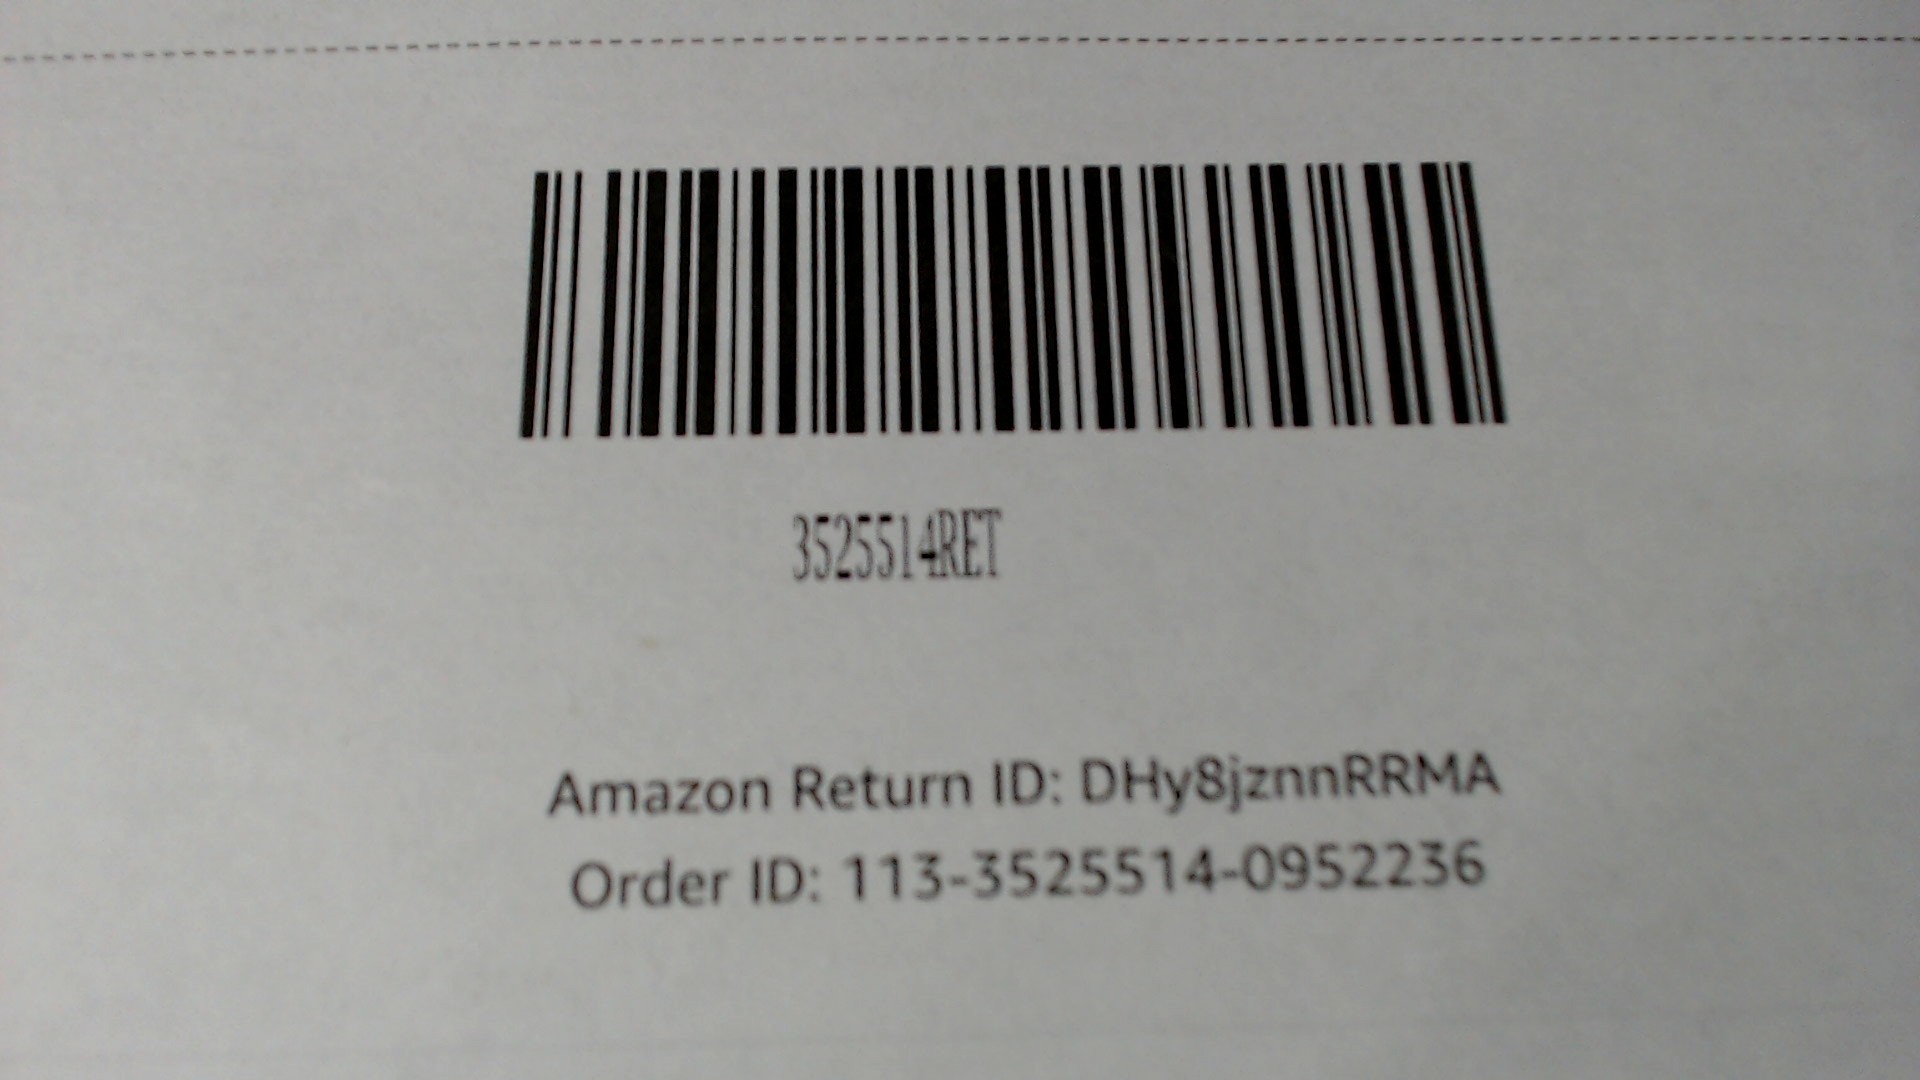 3525514RET
Amazon Return ID: DHy8jznnRRMA
Order ID: 113-3525514-0952236